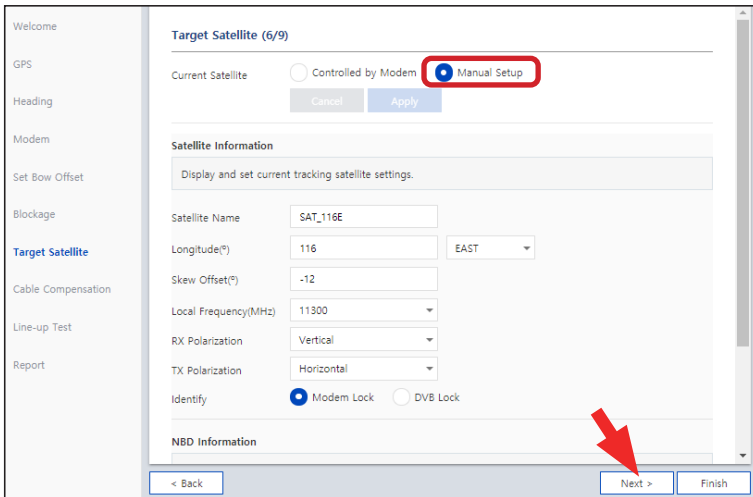 Welcome
GPS
Heading
Modem
Set Bow Offset
Blockage
Target Satellite
Cable Compensation
Line-up Test
Report
Target Satellite (6/9)
Current Satellite Controlled by Modem Manual Setup
Cancel Apply
Satellite Information
Display and set current tracking satellite settings.
Satellite Name SAT_116E
Longitude(º) 116 EAST
Skew Offset(º) -12
Local Frequency(MHz) 11300
RX Polarization Vertical
TX Polarization Horizontal
Identify Modem Lock DVB Lock
NBD Information
< Back Next > Finish